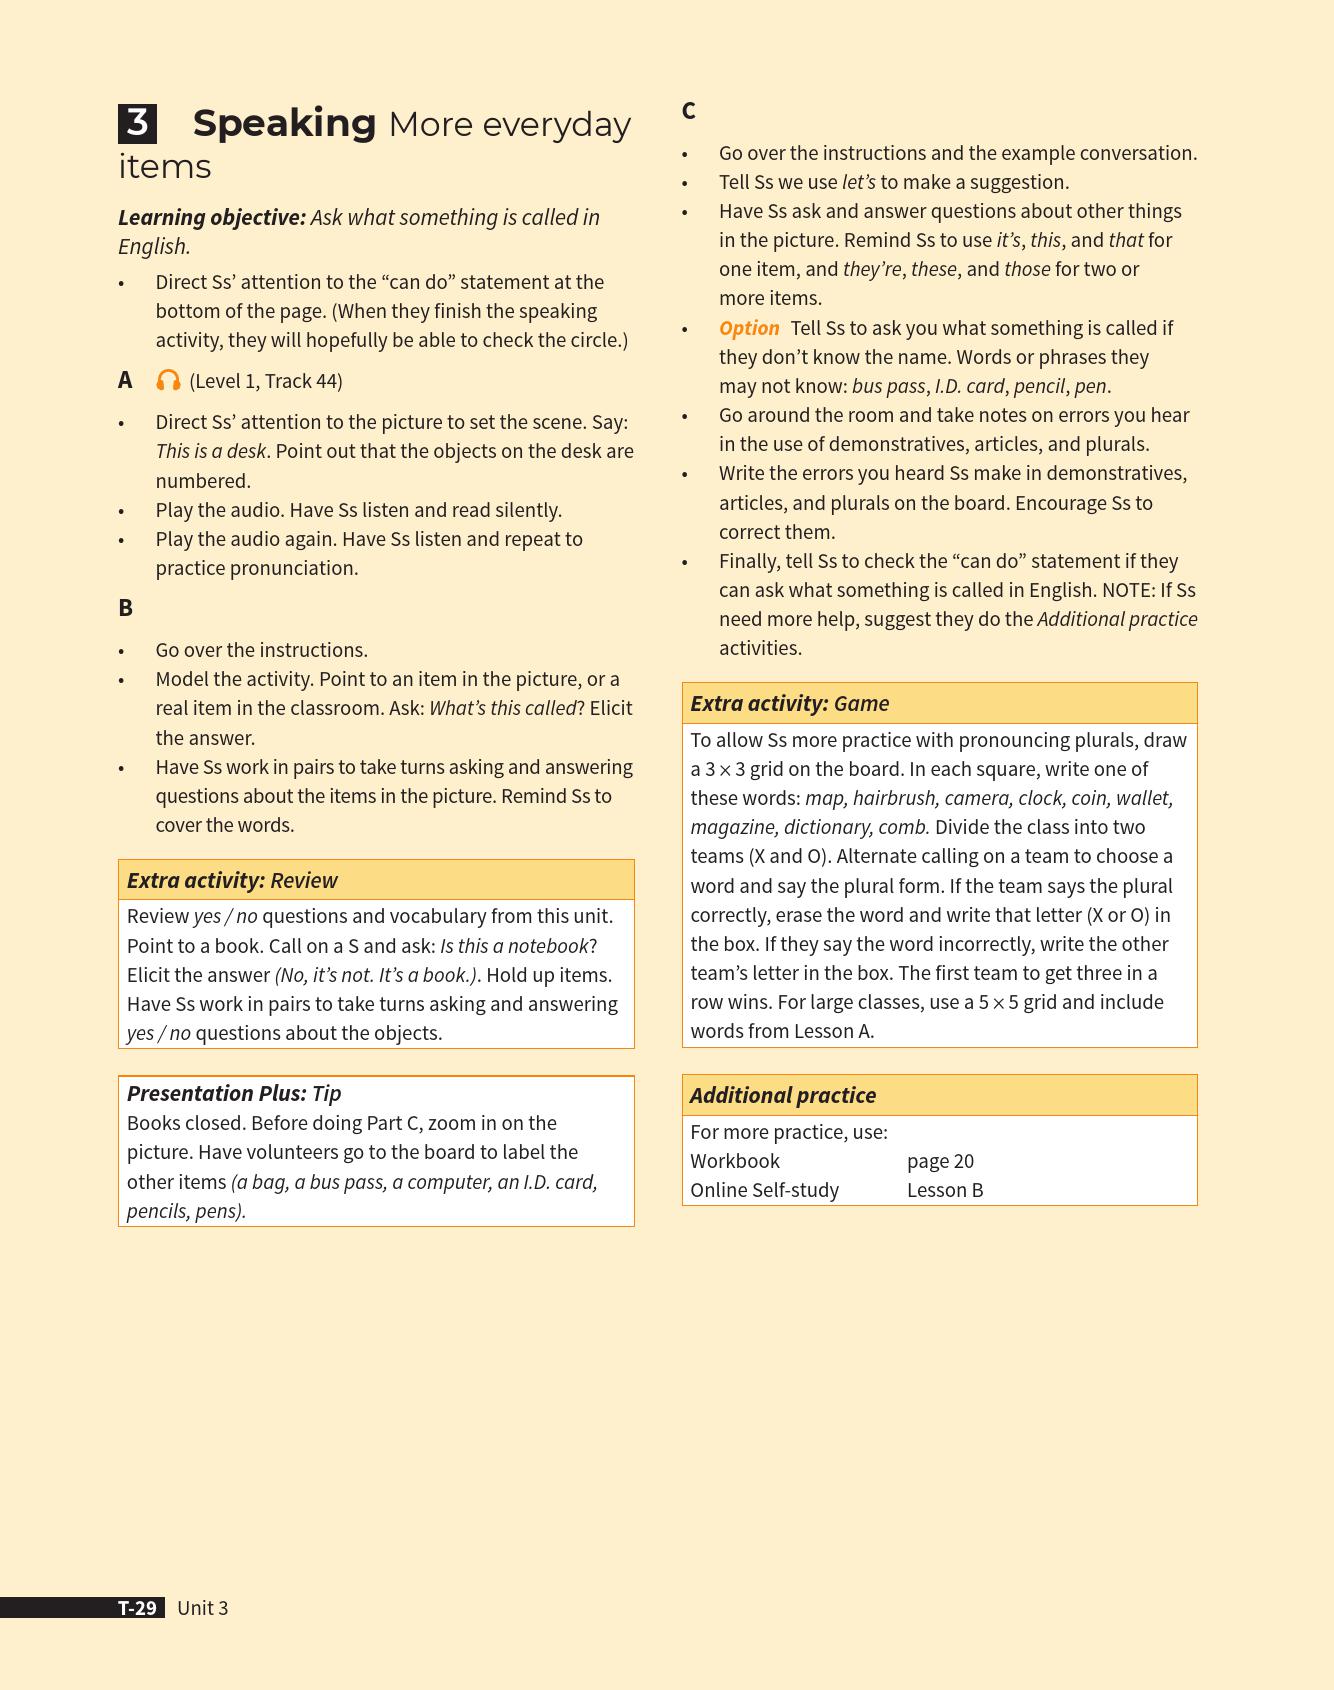 3 Speaking More everyday
items
Learning objective: Ask what something is called in
English.
• Direct Ss’ attention to the “can do” statement at the
bottom of the page. (When they finish the speaking
activity, they will hopefully be able to check the circle.)
A (Level 1, Track 44)
• Direct Ss’ attention to the picture to set the scene. Say:
This is a desk. Point out that the objects on the desk are
numbered.
• Play the audio. Have Ss listen and read silently.
• Play the audio again. Have Ss listen and repeat to
practice pronunciation.
B
• Go over the instructions.
• Model the activity. Point to an item in the picture, or a
real item in the classroom. Ask: What’s this called? Elicit
the answer.
• Have Ss work in pairs to take turns asking and answering
questions about the items in the picture. Remind Ss to
cover the words.
Extra activity: Review
Review yes / no questions and vocabulary from this unit.
Point to a book. Call on a S and ask: Is this a notebook?
Elicit the answer (No, it’s not. It’s a book.). Hold up items.
Have Ss work in pairs to take turns asking and answering
yes / no questions about the objects.
Presentation Plus: Tip
Books closed. Before doing Part C, zoom in on the
picture. Have volunteers go to the board to label the
other items (a bag, a bus pass, a computer, an I.D. card,
pencils, pens).
C
• Go over the instructions and the example conversation.
• Tell Ss we use let’s to make a suggestion.
• Have Ss ask and answer questions about other things
in the picture. Remind Ss to use it’s, this, and that for
one item, and they’re, these, and those for two or
more items.
• Option Tell Ss to ask you what something is called if
they don’t know the name. Words or phrases they
may not know: bus pass, I.D. card, pencil, pen.
• Go around the room and take notes on errors you hear
in the use of demonstratives, articles, and plurals.
• Write the errors you heard Ss make in demonstratives,
articles, and plurals on the board. Encourage Ss to
correct them.
• Finally, tell Ss to check the “can do” statement if they
can ask what something is called in English. NOTE: If Ss
need more help, suggest they do the Additional practice
activities.
Extra activity: Game
To allow Ss more practice with pronouncing plurals, draw
a 3 × 3 grid on the board. In each square, write one of
these words: map, hairbrush, camera, clock, coin, wallet,
magazine, dictionary, comb. Divide the class into two
teams (X and O). Alternate calling on a team to choose a
word and say the plural form. If the team says the plural
correctly, erase the word and write that letter (X or O) in
the box. If they say the word incorrectly, write the other
team’s letter in the box. The first team to get three in a
row wins. For large classes, use a 5 × 5 grid and include
words from Lesson A.
Additional practice
For more practice, use:
Workbook page 20
Online Self-study Lesson B
T-29 Unit 3